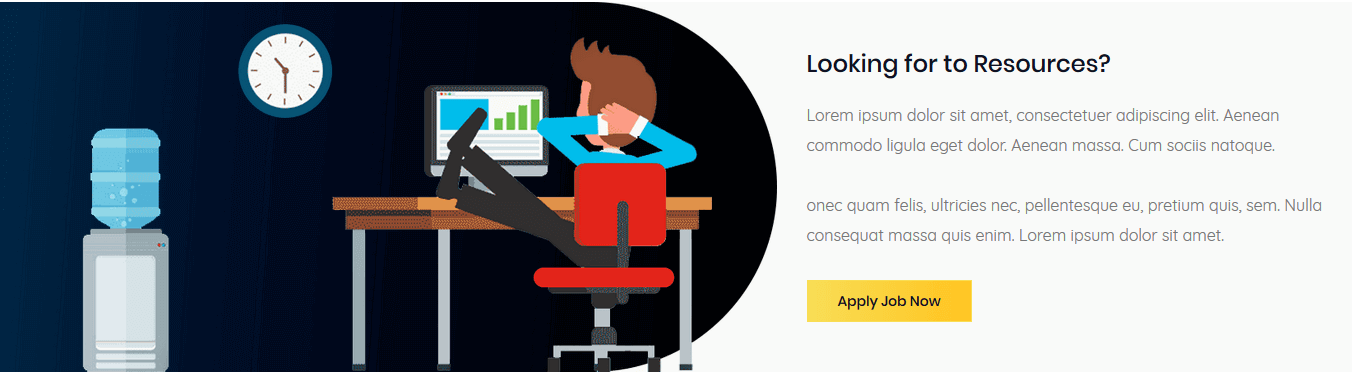 Looking for to Resources?
Lorem ipsum dolor sit amet, consectetuer adipiscing elit. Aenean
commodo ligula eget dolor. Aenean massa. Cum sociis natoque.
onec quam felis, ultricies nec, pellentesque eu, pretium quis, sem. Nulla
consequat massa quis enim. Lorem ipsum dolor sit amet.
Apply Job Now